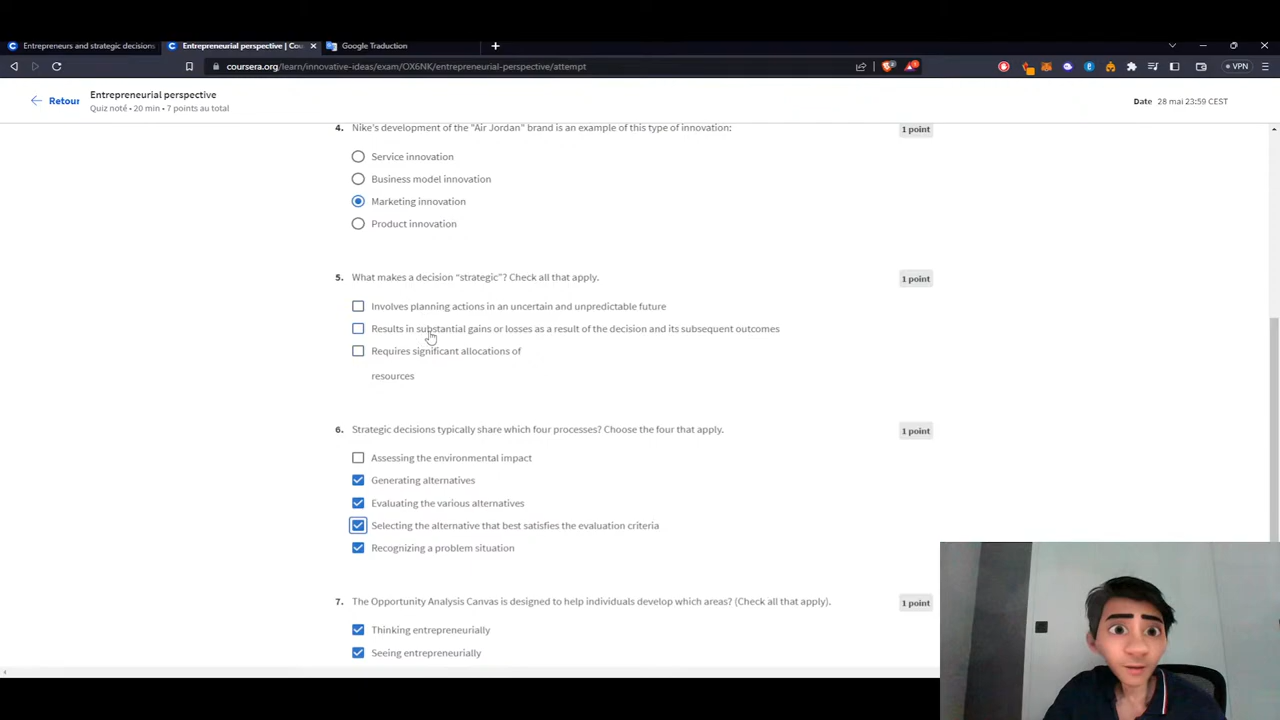 Entrepreneurs and strategic decisions
Entrepreneurial perspective | Cou
Google Traduction
coursera.org/learn/innovative-ideas/exam/OX6NK/entrepreneurial-perspective/attempt
VPN
Retour
Entrepreneurial perspective
Quiz noté • 20 min • 7 points au total
Date 28 mai 23:59 CEST
4. Nike's development of the "Air Jordan" brand is an example of this type of innovation:
1 point
Service innovation
Business model innovation
Marketing innovation
Product innovation
5. What makes a decision “strategic”? Check all that apply.
1 point
Involves planning actions in an uncertain and unpredictable future
Results in substantial gains or losses as a result of the decision and its subsequent outcomes
Requires significant allocations of
resources
6. Strategic decisions typically share which four processes? Choose the four that apply.
1 point
Assessing the environmental impact
Generating alternatives
Evaluating the various alternatives
Selecting the alternative that best satisfies the evaluation criteria
Recognizing a problem situation
7. The Opportunity Analysis Canvas is designed to help individuals develop which areas? (Check all that apply).
1 point
Thinking entrepreneurially
Seeing entrepreneurially